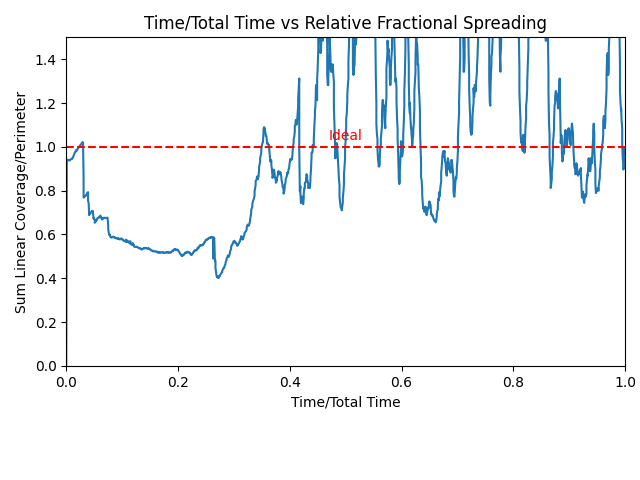 Time/Total Time vs Relative Fractional Spreading
Sum Linear Coverage/Perimeter
1.4
1.2
1.0
0.8
0.6
0.4
0.2
0.0
Ideal
0.0 0.2 0.4 0.6 0.8 1.0
Time/Total Time